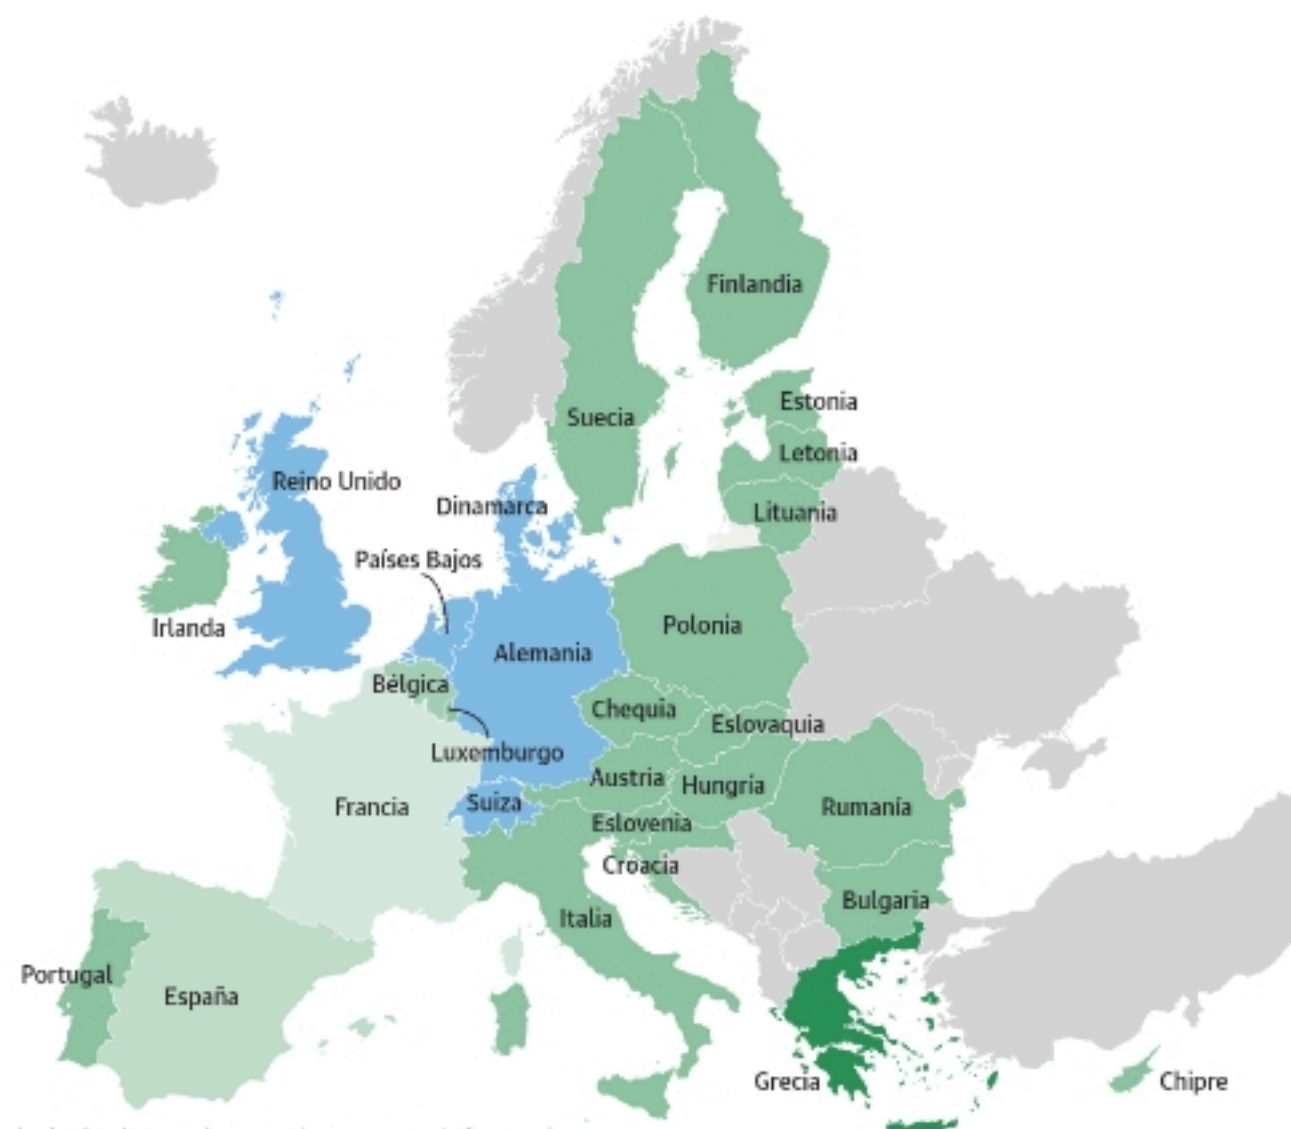 Finlandia
Estonia
Suecia
Letonia
Reino Unido
Dinamarca
Lituania
Países Bajos
Irlanda
Polonia
Alemania
Bélgica
Chequia
Eslovaquia
Luxemburgo
Austria
Hungría
Suiza
Francia
Rumanía
Eslovenia
Croacia
Bulgaria
Italia
Portugal
España
Grecia
Chipre